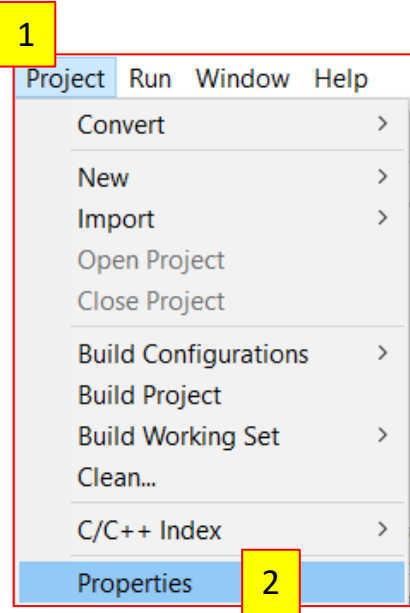 1
Project Run Window Help
Convert >
New >
Import >
Open Project
Close Project
Build Configurations >
Build Project
Build Working Set >
Clean...
C/C++ Index >
Properties 2